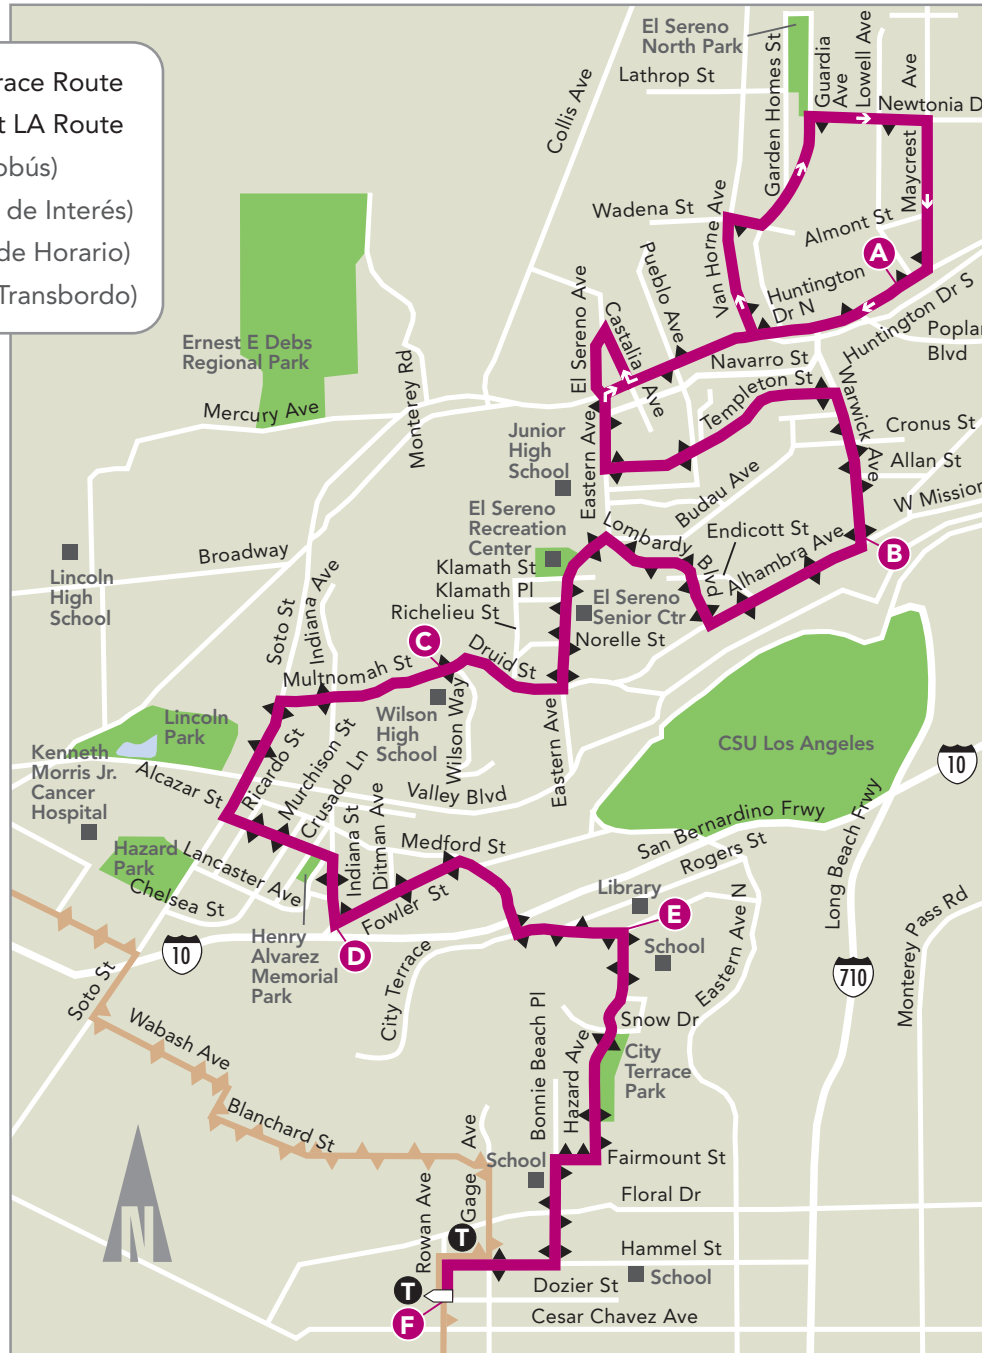 race Route
t LA Route
obús)
de Interés)
de Horario)
Transbordo)
El Sereno
North Park
Lathrop St
Collis Ave
Garden Homes St
Guardia
Ave
Lowell Ave
Maycrest
Ave
Newtonia D
Wadena St
Van Horne Ave
Almont St
A
Pueblo Ave
Huntington
Dr N
Huntington Dr S
El Sereno Ave
Castalia Ave
Poplar
Blvd
Navarro St
Ernest E Debs
Regional Park
Mercury Ave
Monterey Rd
Templeton St
Warwick Ave
Cronus St
Allan St
W Mission
Junior
High
School
Eastern Ave
Budau Ave
El Sereno
Recreation
Center
Lombardy
Blvd
Endicott St
Alhambra Ave
B
Broadway
Lincoln
High
School
Klamath St
Klamath Pl
Richelieu St
El Sereno
Senior Ctr
Norelle St
Soto St
Indiana Ave
C
Multnomah St
Druid St
Wilson
High
School
Wilson Way
Eastern Ave
Lincoln
Park
Kenneth
Morris Jr.
Cancer
Hospital
Alcazar St
Ricardo St
Murchison St
Crusado Ln
Valley Blvd
CSU Los Angeles
10
San Bernardino Frwy
Long Beach Frwy
Rogers St
Hazard
Park
Lancaster Ave
Chelsea St
Indiana St
Ditman Ave
Medford St
Fowler St
Library
E
School
Eastern Ave N
Monterey Pass Rd
710
10
Henry
Alvarez
Memorial
Park
D
City Terrace
Soto St
Wabash Ave
Blanchard St
Snow Dr
City
Terrace
Park
Bonnie Beach Pl
Hazard Ave
Fairmount St
School
Gage
Ave
Rowan Ave
Floral Dr
T
Hammel St
School
Dozier St
T
F
Cesar Chavez Ave
N